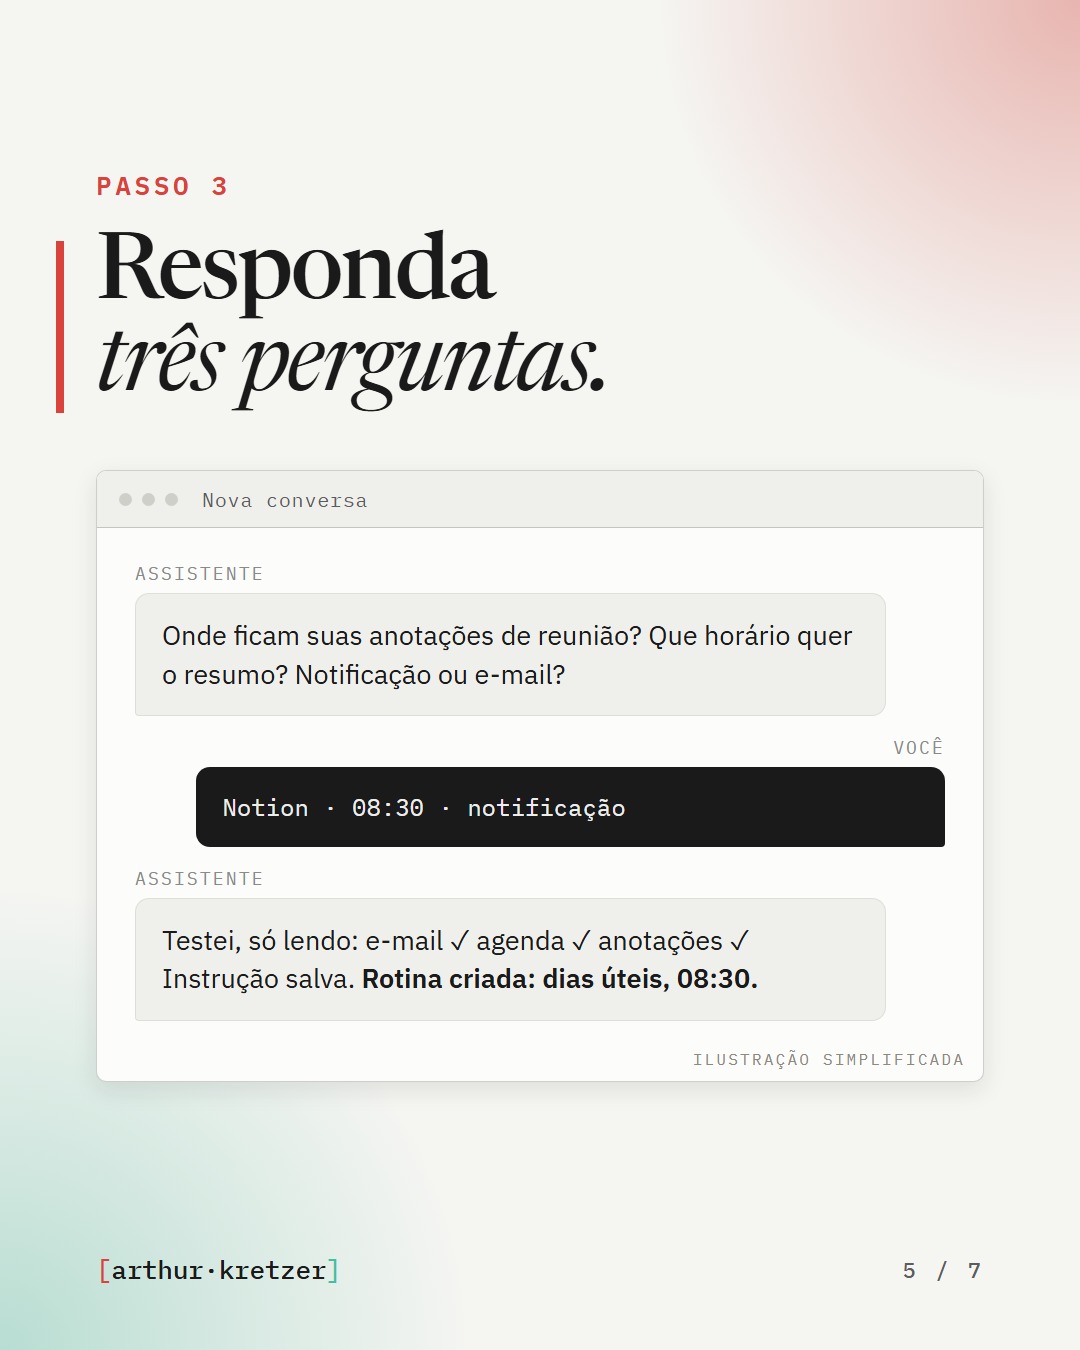 PASSO 3
Responda
três perguntas.
Nova conversa
ASSISTENTE
Onde ficam suas anotações de reunião? Que horário quer
o resumo? Notificação ou e-mail?
VOCÊ
Notion · 08:30 · notificação
ASSISTENTE
Testei, só lendo: e-mail ✓ agenda ✓ anotações ✓
Instrução salva. Rotina criada: dias úteis, 08:30.
ILUSTRAÇÃO SIMPLIFICADA
[arthur·kretzer]
5 / 7